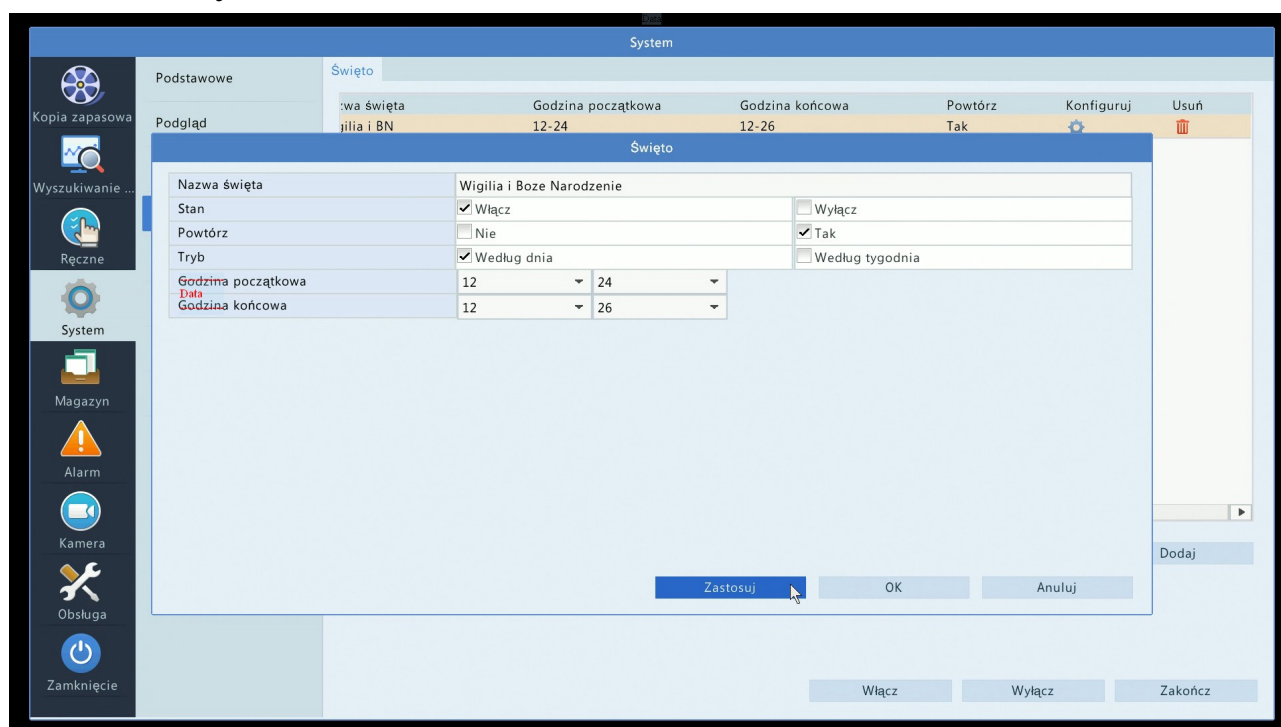 Data
System
Kopia zapasowa
Wyszukiwanie ...
Ręczne
System
Magazyn
Alarm
Kamera
Obsługa
Zamknięcie
Podstawowe
Podgląd
Święto
:wa święta Godzina początkowa Godzina końcowa Powtórz Konfiguruj Usuń
jilia i BN 12-24 12-26 Tak
Święto
Nazwa święta Wigilia i Boze Narodzenie
Stan Włącz Wyłącz
Powtórz Nie Tak
Tryb Według dnia Według tygodnia
Godzina początkowa 12 24
Data
Godzina końcowa 12 26
Zastosuj OK Anuluj
Dodaj
Włącz Wyłącz Zakończ